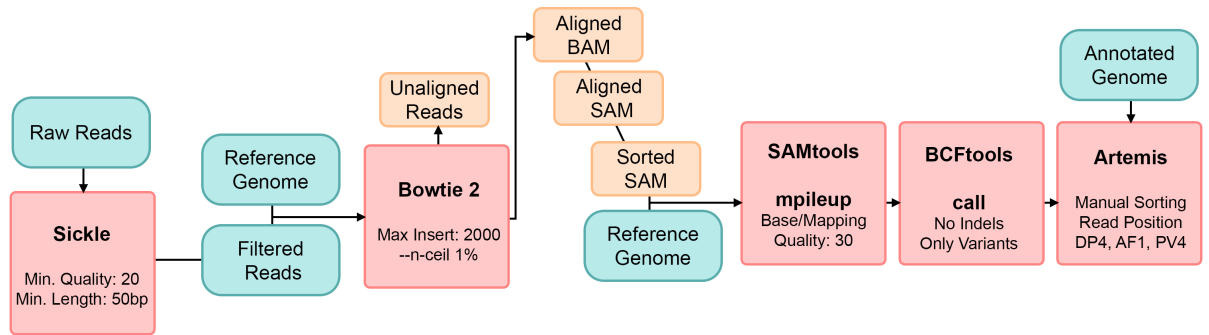 Raw Reads
Sickle
Min. Quality: 20
Min. Length: 50bp
Reference
Genome
Filtered
Reads
Unaligned
Reads
Bowtie 2
Max Insert: 2000
--n-ceil 1%
Aligned
BAM
Aligned
SAM
Sorted
SAM
Reference
Genome
SAMtools
mpileup
Base/Mapping
Quality: 30
BCFtools
call
No Indels
Only Variants
Annotated
Genome
Artemis
Manual Sorting
Read Position
DP4, AF1, PV4